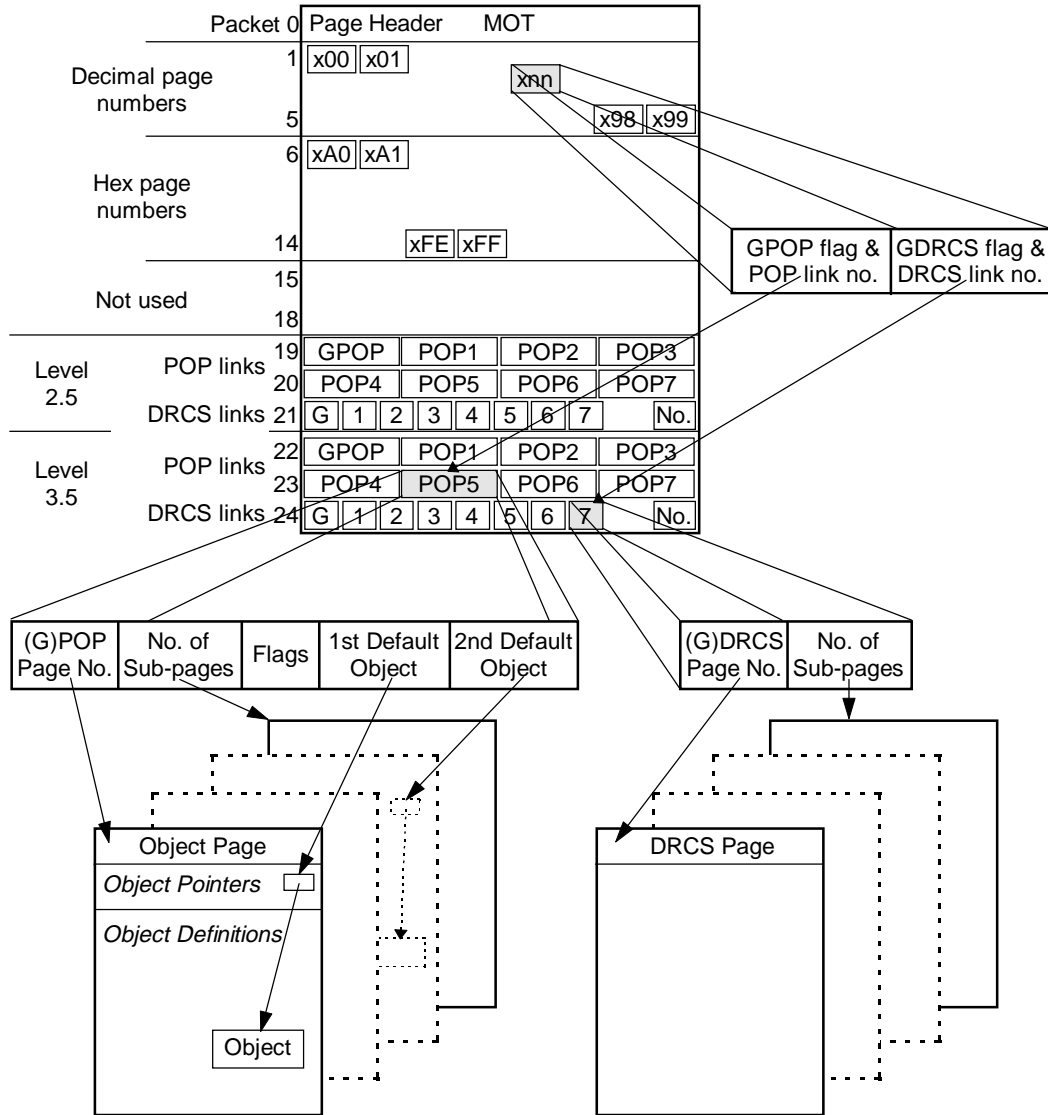 Packet 0 Page Header MOT
1 x00 x01
Decimal page
numbers
xnn
5 x98 x99
6 xA0 xA1
Hex page
numbers
14 xFE xFF
GPOP flag &
POP link no.
GDRCS flag &
DRCS link no.
15
Not used
18
Level
2.5
POP links
19 GPOP POP1 POP2 POP3
20 POP4 POP5 POP6 POP7
DRCS links 21 G 1 2 3 4 5 6 7 No.
Level
3.5
POP links
22 GPOP POP1 POP2 POP3
23 POP4 POP5 POP6 POP7
DRCS links 24 G 1 2 3 4 5 6 7 No.
(G)POP
Page No.
No. of
Sub-pages
Flags
1st Default
Object
2nd Default
Object
(G)DRCS
Page No.
No. of
Sub-pages
Object Page
Object Pointers
Object Definitions
Object
DRCS Page